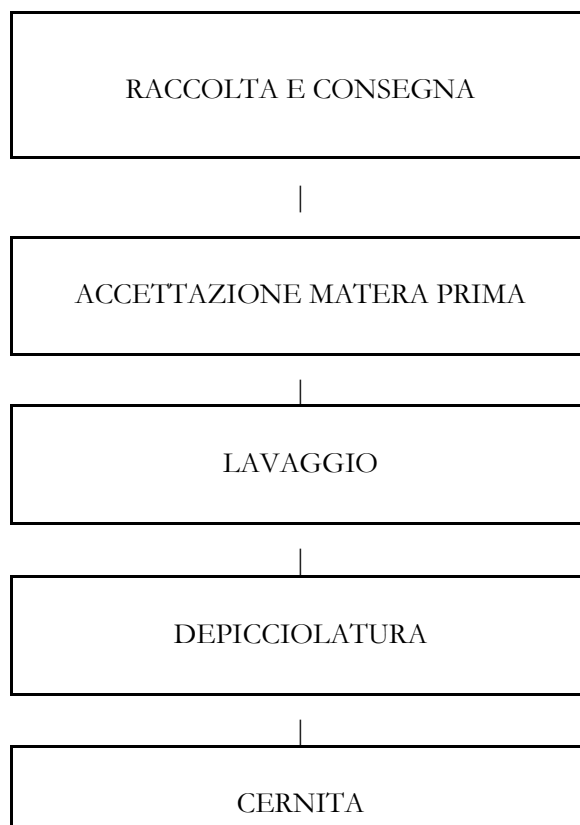 RACCOLTA E CONSEGNA
ACCETTAZIONE MATERA PRIMA
LAVAGGIO
DEPICCIOLATURA
CERNITA